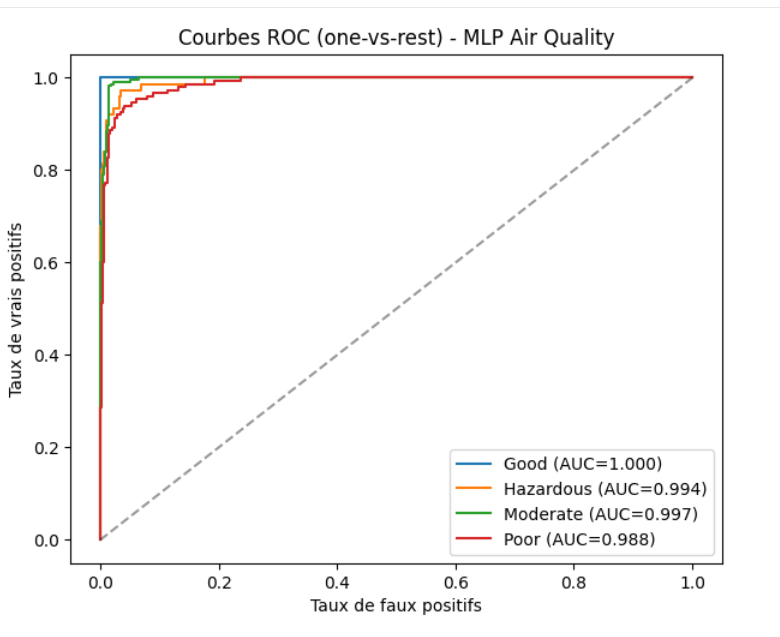 Courbes ROC (one-vs-rest) - MLP Air Quality
Taux de vrais positifs
1.0
0.8
0.6
0.4
0.2
0.0
0.0 0.2 0.4 0.6 0.8 1.0
Taux de faux positifs
Good (AUC=1.000)
Hazardous (AUC=0.994)
Moderate (AUC=0.997)
Poor (AUC=0.988)